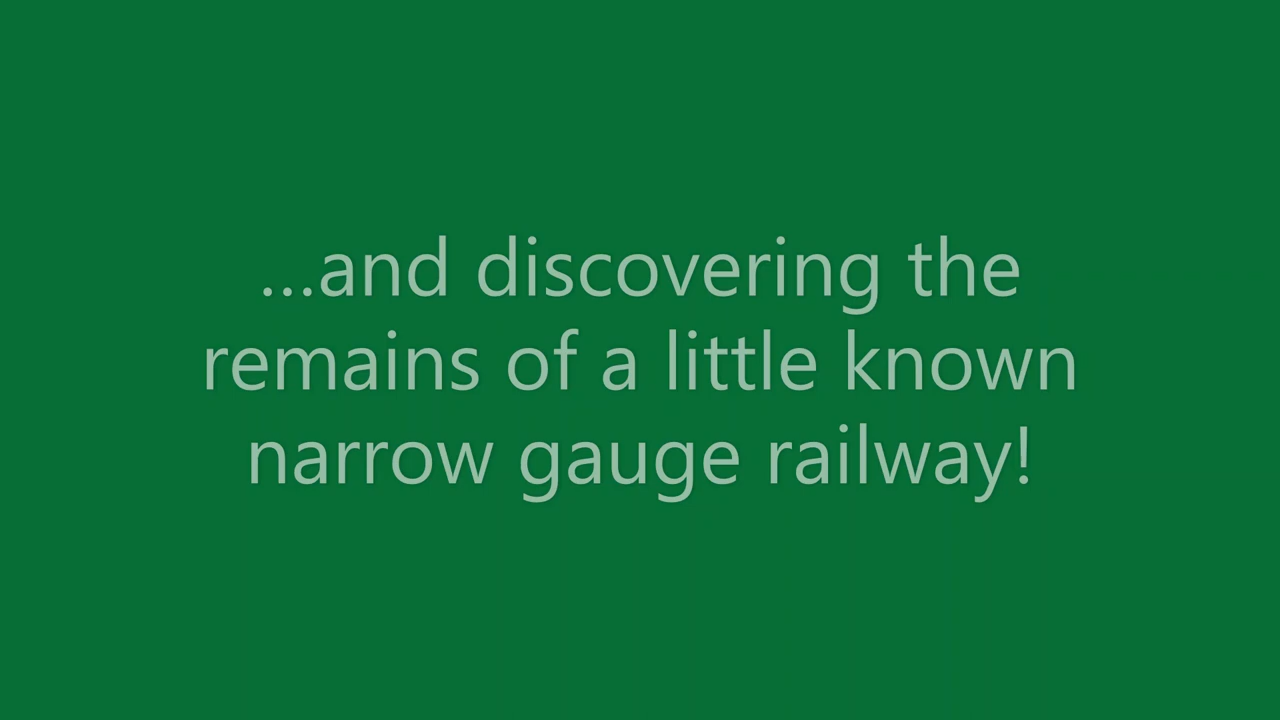 ...and discovering the
remains of a little known
narrow gauge railway!